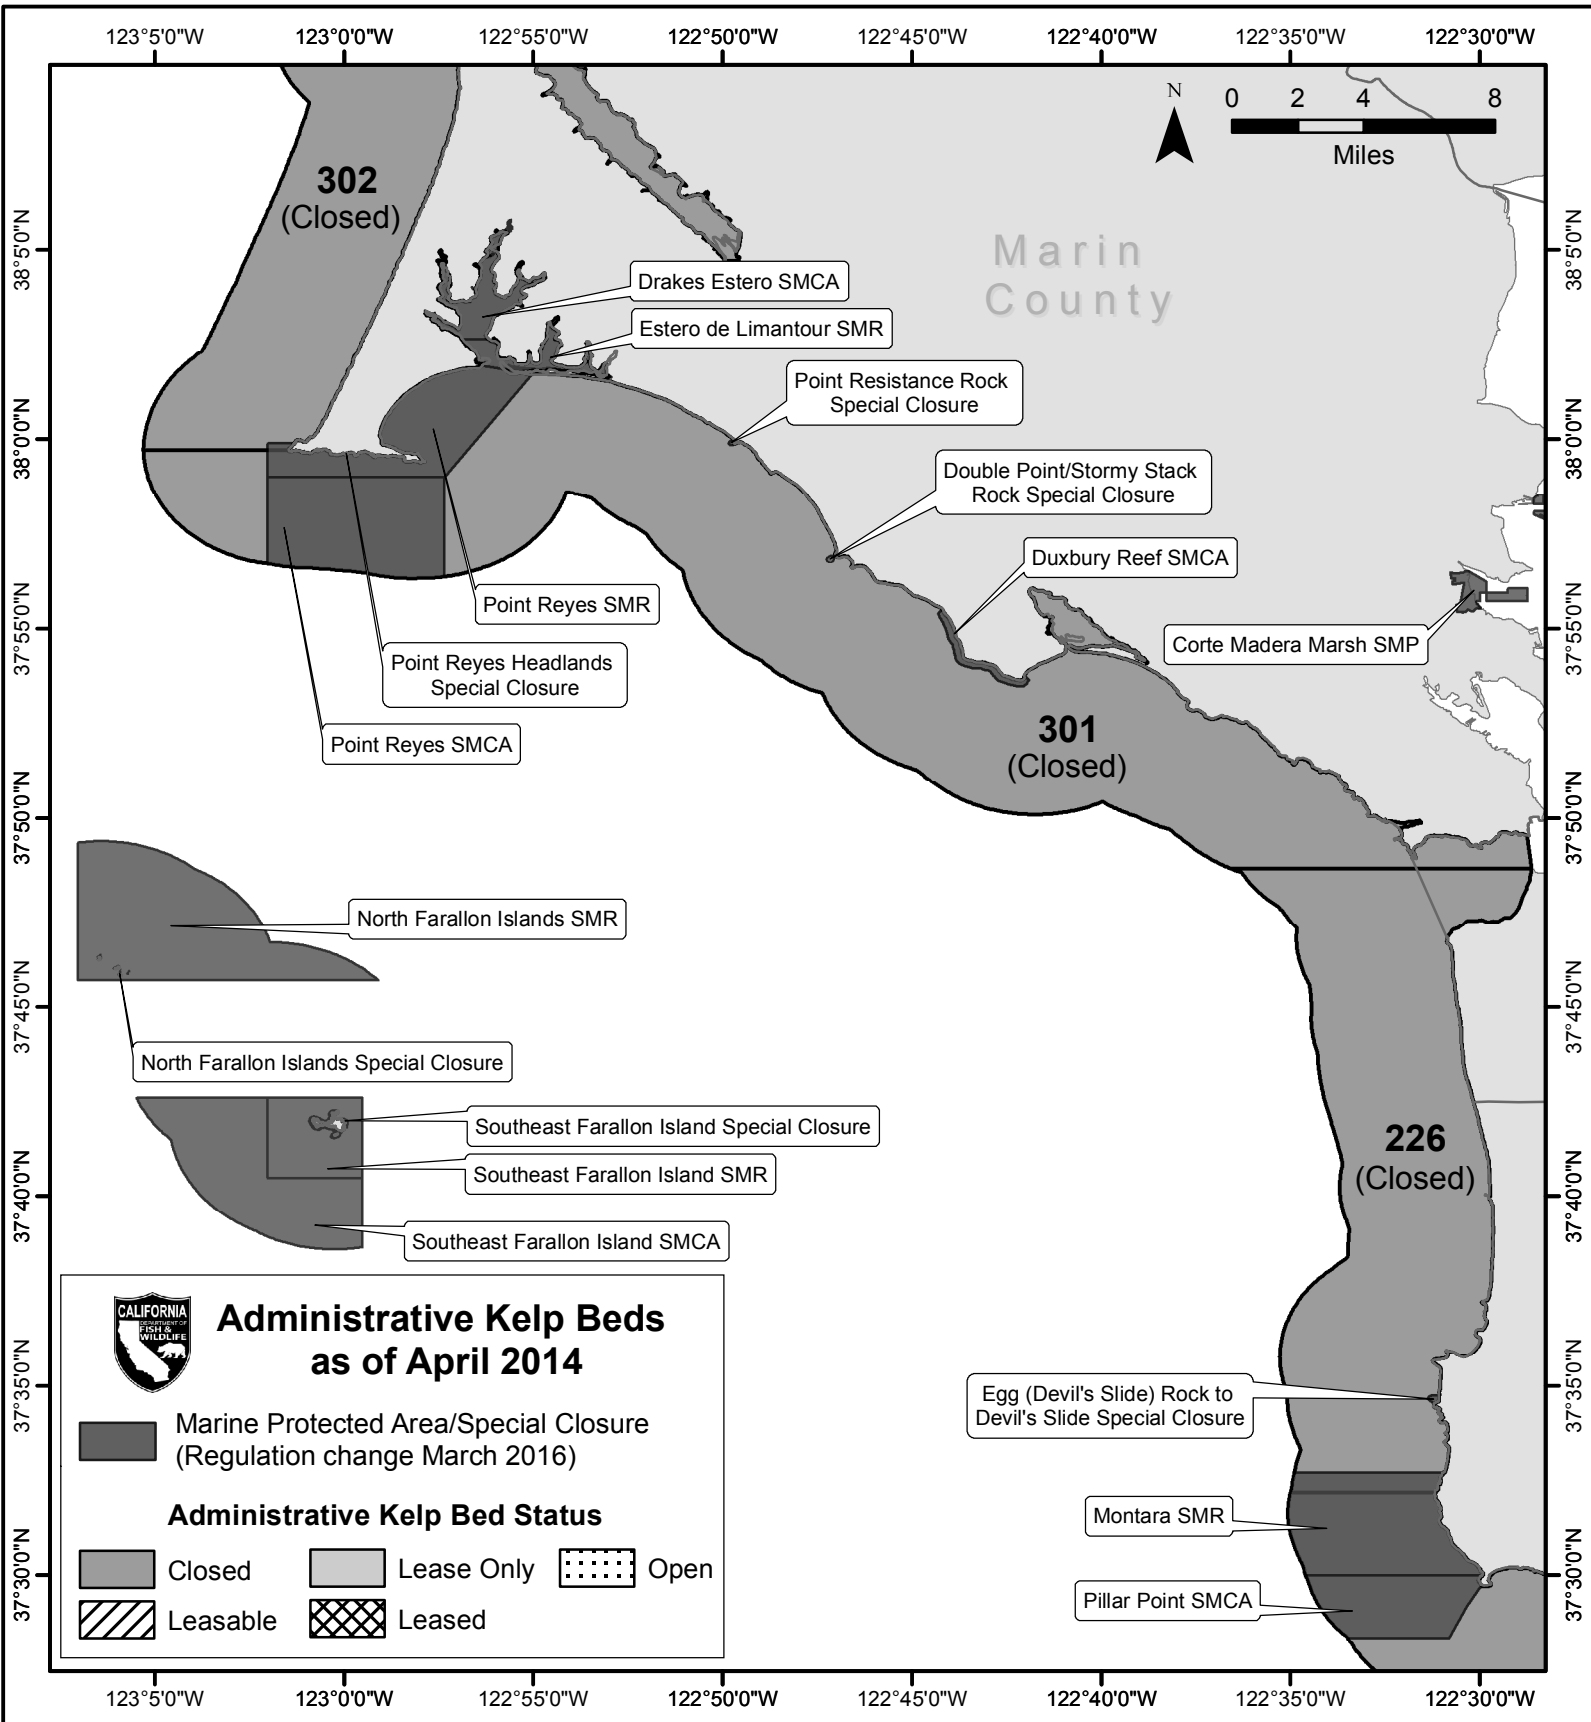 123°5'0"W 123°0'0"W 122°55'0"W 122°50'0"W 122°45'0"W 122°40'0"W 122°35'0"W 122°30'0"W
N
0 2 4 8
Miles
302
(Closed)
Marin
County
38°5'0"N
38°5'0"N
Drakes Estero SMCA
Estero de Limantour SMR
Point Resistance Rock
Special Closure
38°0'0"N
38°0'0"N
Double Point/Stormy Stack
Rock Special Closure
Duxbury Reef SMCA
Point Reyes SMR
Corte Madera Marsh SMP
37°55'0"N
37°55'0"N
Point Reyes Headlands
Special Closure
Point Reyes SMCA
301
(Closed)
37°50'0"N
37°50'0"N
North Farallon Islands SMR
37°45'0"N
37°45'0"N
North Farallon Islands Special Closure
Southeast Farallon Island Special Closure
226
(Closed)
Southeast Farallon Island SMR
37°40'0"N
37°40'0"N
Southeast Farallon Island SMCA
CALIFORNIA
DEPARTMENT OF
FISH &
WILDLIFE
Administrative Kelp Beds
as of April 2014
37°35'0"N
37°35'0"N
Egg (Devil's Slide) Rock to
Devil's Slide Special Closure
Marine Protected Area/Special Closure
(Regulation change March 2016)
Administrative Kelp Bed Status
Montara SMR
Closed Lease Only Open
37°30'0"N
37°30'0"N
Pillar Point SMCA
Leasable Leased
123°5'0"W 123°0'0"W 122°55'0"W 122°50'0"W 122°45'0"W 122°40'0"W 122°35'0"W 122°30'0"W